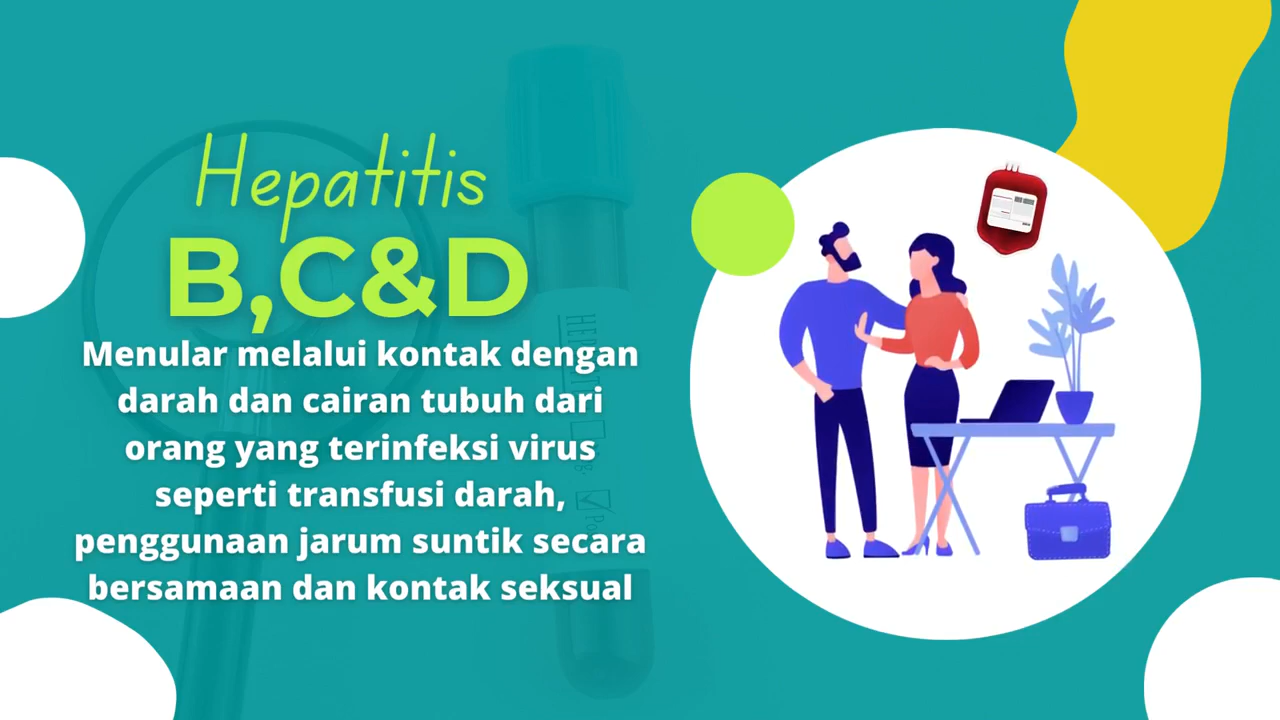 Hepatitis
B,C&D
Menular melalui kontak dengan
darah dan cairan tubuh dari
orang yang terinfeksi virus
seperti transfusi darah,
penggunaan jarum suntik secara
bersamaan dan kontak seksual